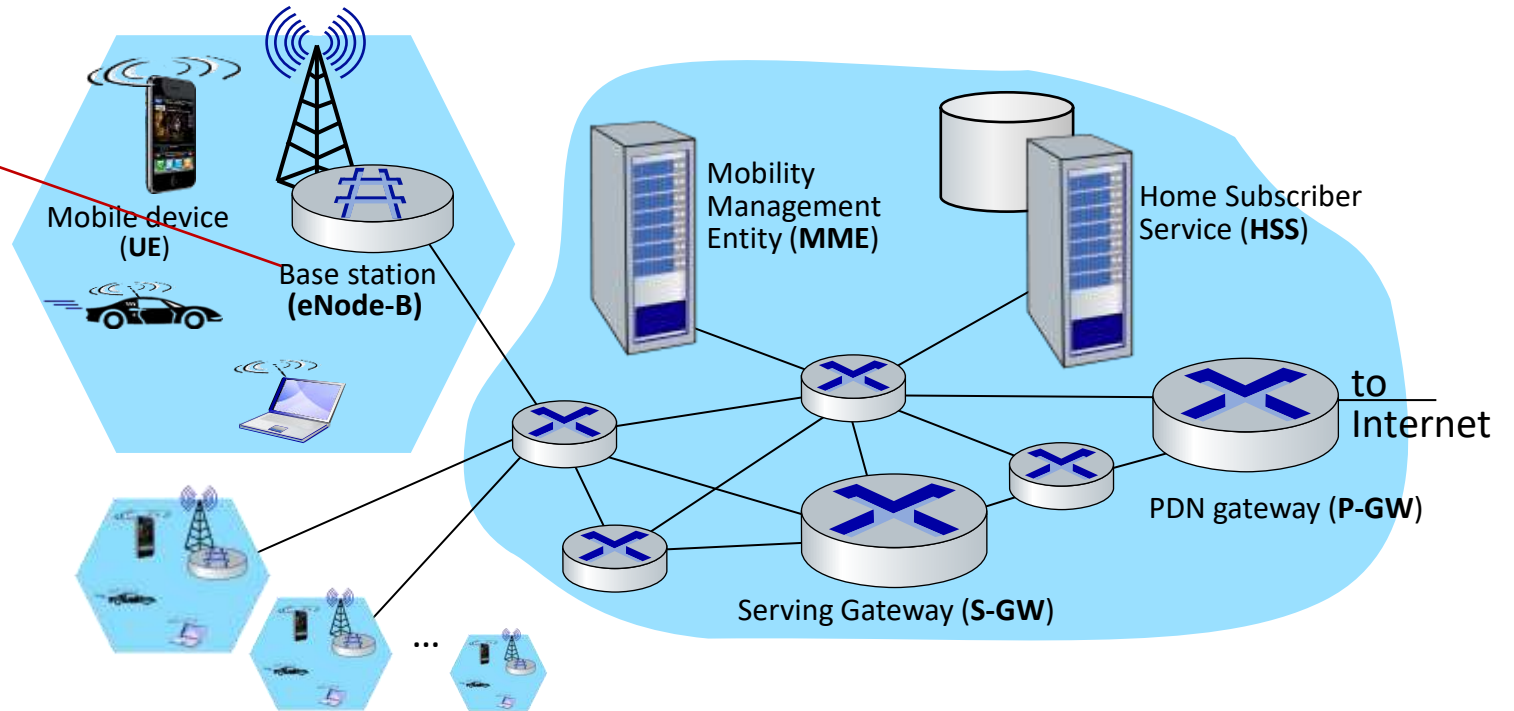 Mobile device
(UE)
Base station
(eNode-B)
Mobility
Management
Entity (MME)
Home Subscriber
Service (HSS)
to
Internet
PDN gateway (P-GW)
Serving Gateway (S-GW)
...